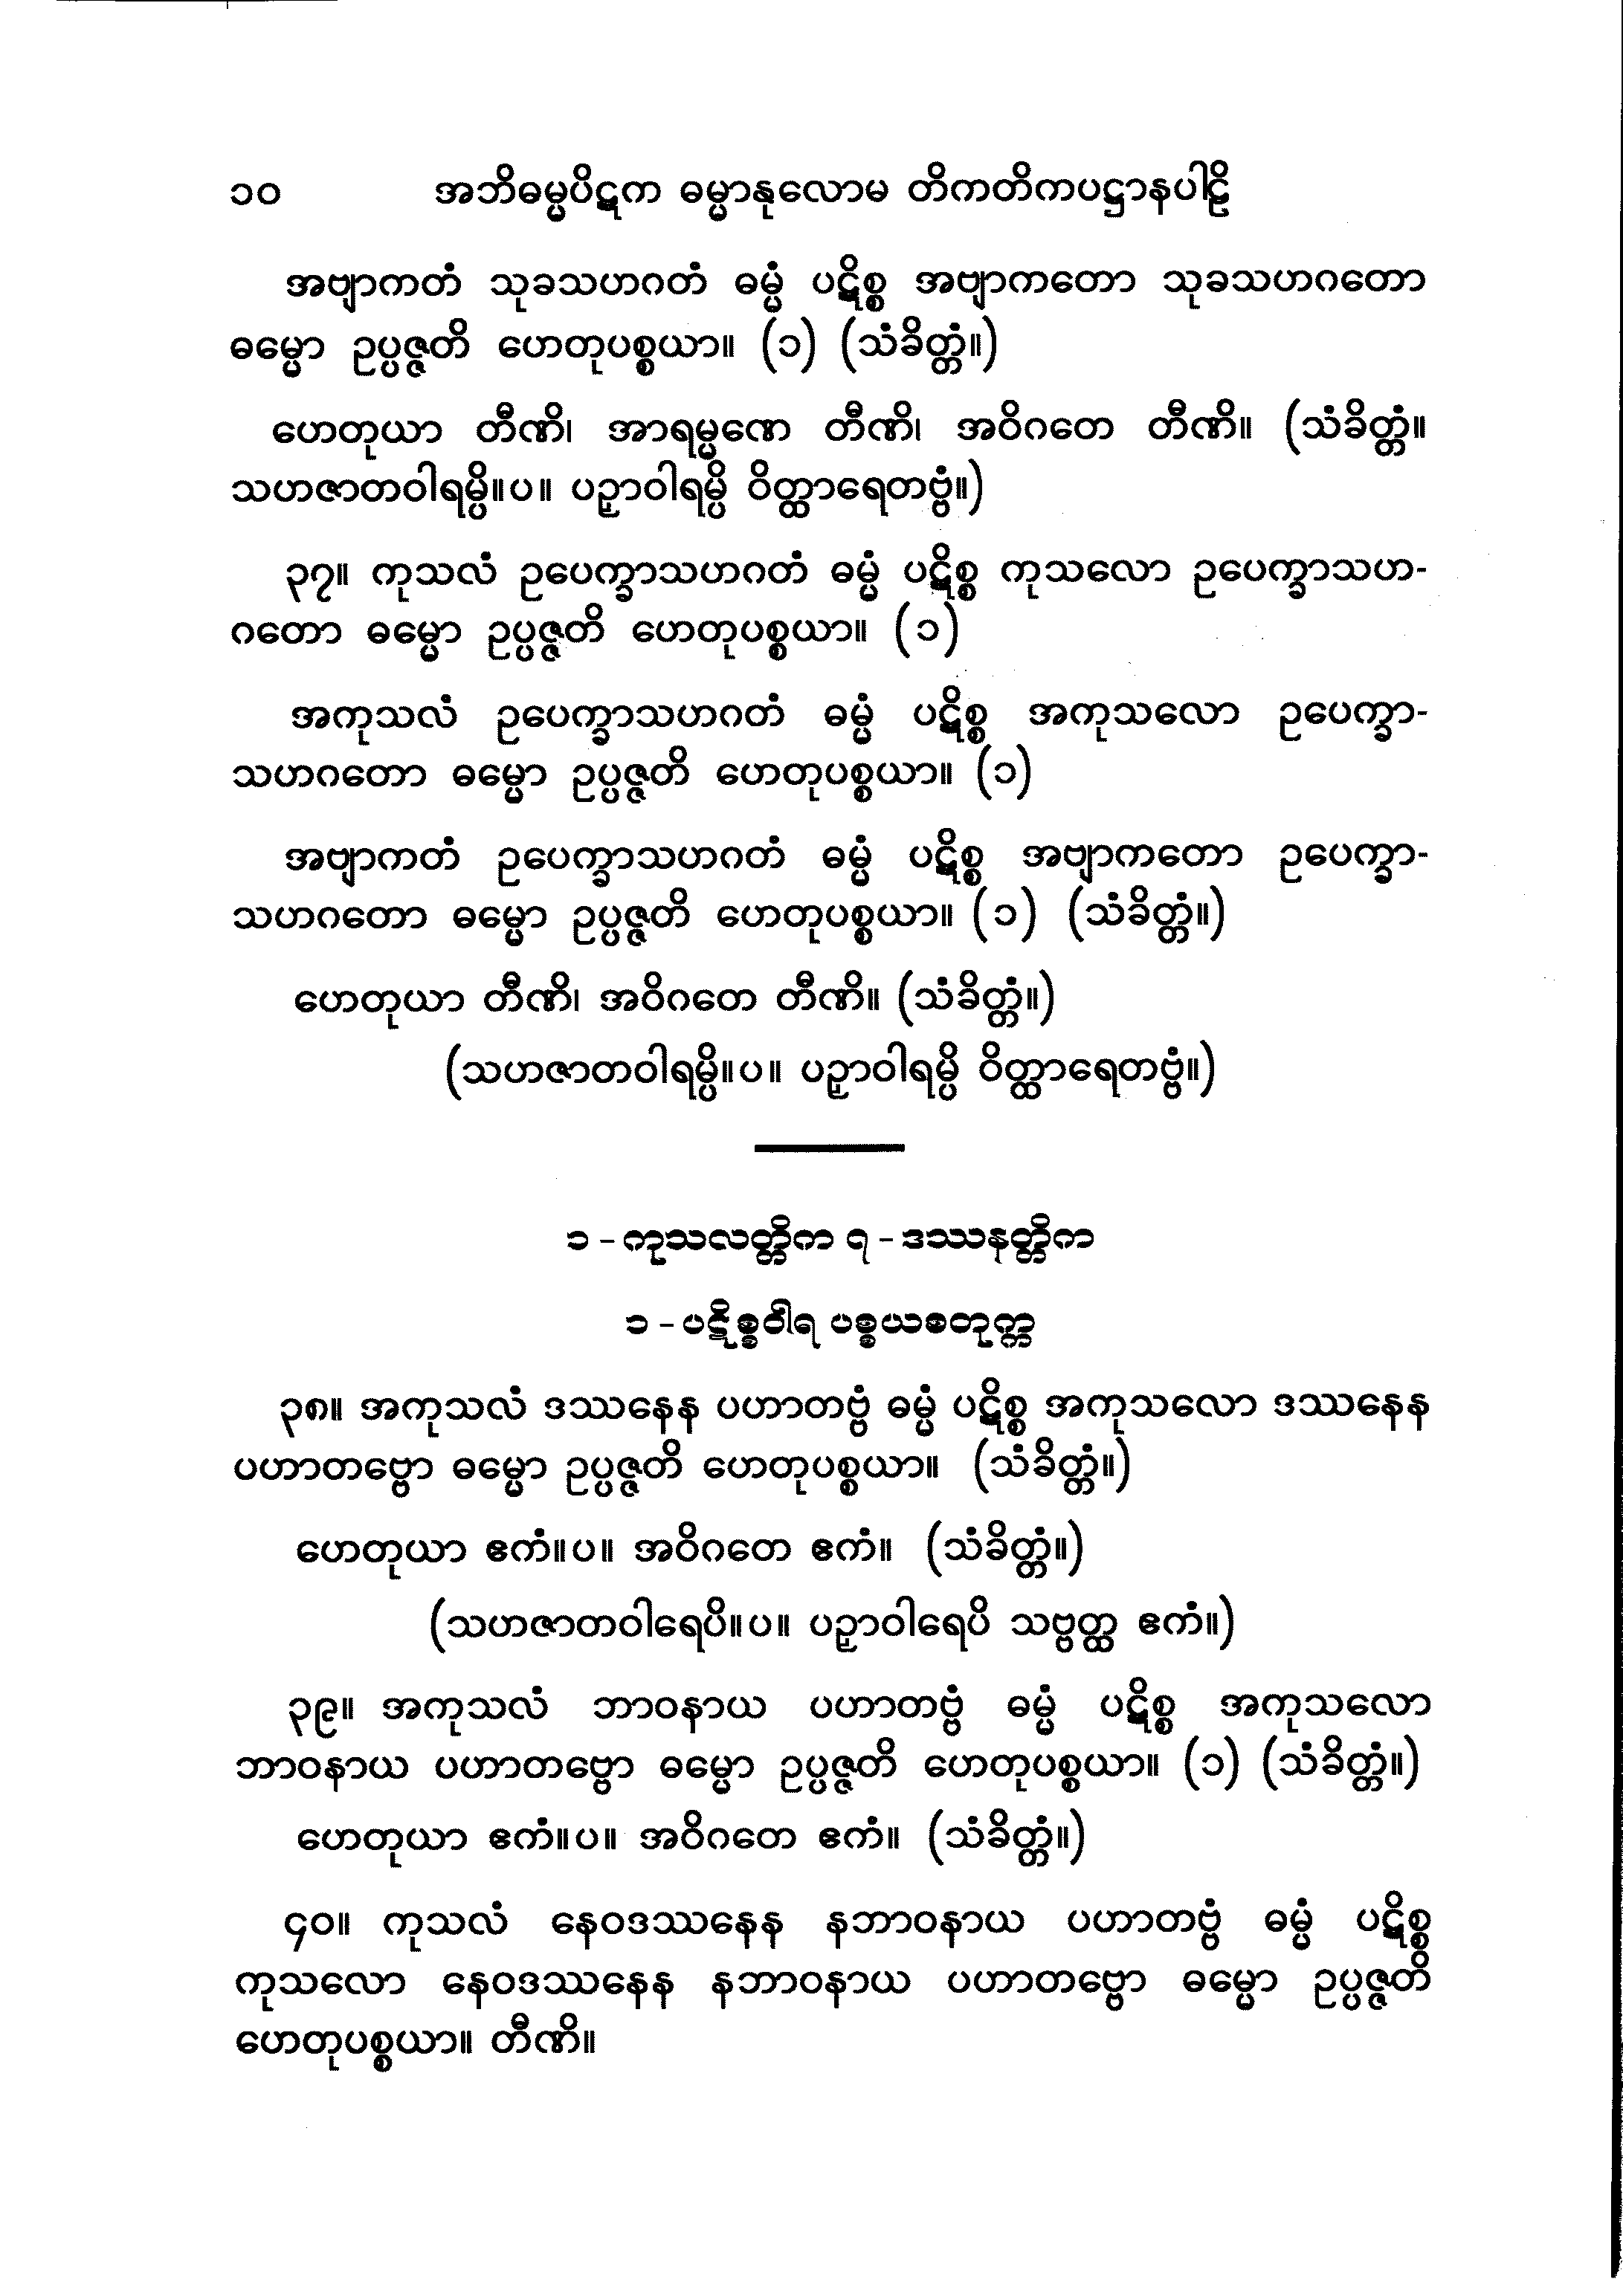 ၁၀ အဘိဓမ္မပိဋက ဓမ္မာနုလောမ တိကတိကပဋ္ဌာနပါဠိ
အဗျာကတံ သုခသဟဂတံ ဓမ္မံ ပဋိစ္စ အဗျာကတော သုခသဟဂတော
ဓမ္မော ဥပ္ပဇ္ဇတိ ဟေတုပစ္စယာ။ (၁) (သံခိတ္တံ။)
ဟေတုယာ တီဏိ၊ အာရမ္မဏေ တီဏိ၊ အဝိဂတေ တီဏိ။ (သံခိတ္တံ။
သဟဇာတဝါရမ္ပိ။ပ။ ပဉှာဝါရမ္ပိ ဝိတ္ထာရေတဗ္ဗံ။)
၃၇။ ကုသလံ ဥပေက္ခာသဟဂတံ ဓမ္မံ ပဋိစ္စ ကုသလော ဥပေက္ခာသဟ-
ဂတော ဓမ္မော ဥပ္ပဇ္ဇတိ ဟေတုပစ္စယာ။ (၁)
အကုသလံ ဥပေက္ခာသဟဂတံ ဓမ္မံ ပဋိစ္စ အကုသလော ဥပေက္ခာ-
သဟဂတော ဓမ္မော ဥပ္ပဇ္ဇတိ ဟေတုပစ္စယာ။ (၁)
အဗျာကတံ ဥပေက္ခာသဟဂတံ ဓမ္မံ ပဋိစ္စ အဗျာကတော ဥပေက္ခာ-
သဟဂတော ဓမ္မော ဥပ္ပဇ္ဇတိ ဟေတုပစ္စယာ။ (၁) (သံခိတ္တံ။)
ဟေတုယာ တီဏိ၊ အဝိဂတေ တီဏိ။ (သံခိတ္တံ။)
(သဟဇာတဝါရမ္ပိ။ပ။ ပဉှာဝါရမ္ပိ ဝိတ္ထာရေတဗ္ဗံ။)
၁ - ကုသလတ္တိက ၇ - ဒဿနတ္တိက
၁ - ပဋိစ္စဝါရ ပစ္စယစတုက္က
၃၈။ အကုသလံ ဒဿနေန ပဟာတဗ္ဗံ ဓမ္မံ ပဋိစ္စ အကုသလော ဒဿနေန
ပဟာတဗ္ဗော ဓမ္မော ဥပ္ပဇ္ဇတိ ဟေတုပစ္စယာ။ (သံခိတ္တံ။)
ဟေတုယာ ဧကံ။ပ။ အဝိဂတေ ဧကံ။ (သံခိတ္တံ။)
(သဟဇာတဝါရေပိ။ပ။ ပဉှာဝါရေပိ သဗ္ဗတ္ထ ဧကံ။)
၃၉။ အကုသလံ ဘာဝနာယ ပဟာတဗ္ဗံ ဓမ္မံ ပဋိစ္စ အကုသလော
ဘာဝနာယ ပဟာတဗ္ဗော ဓမ္မော ဥပ္ပဇ္ဇတိ ဟေတုပစ္စယာ။ (၁) (သံခိတ္တံ။)
ဟေတုယာ ဧကံ။ပ။ အဝိဂတေ ဧကံ။ (သံခိတ္တံ။)
၄၀။ ကုသလံ နေဝဒဿနေန နဘာဝနာယ ပဟာတဗ္ဗံ ဓမ္မံ ပဋိစ္စ
ကုသလော နေဝဒဿနေန နဘာဝနာယ ပဟာတဗ္ဗော ဓမ္မော ဥပ္ပဇ္ဇတိ
ဟေတုပစ္စယာ။ တီဏိ။